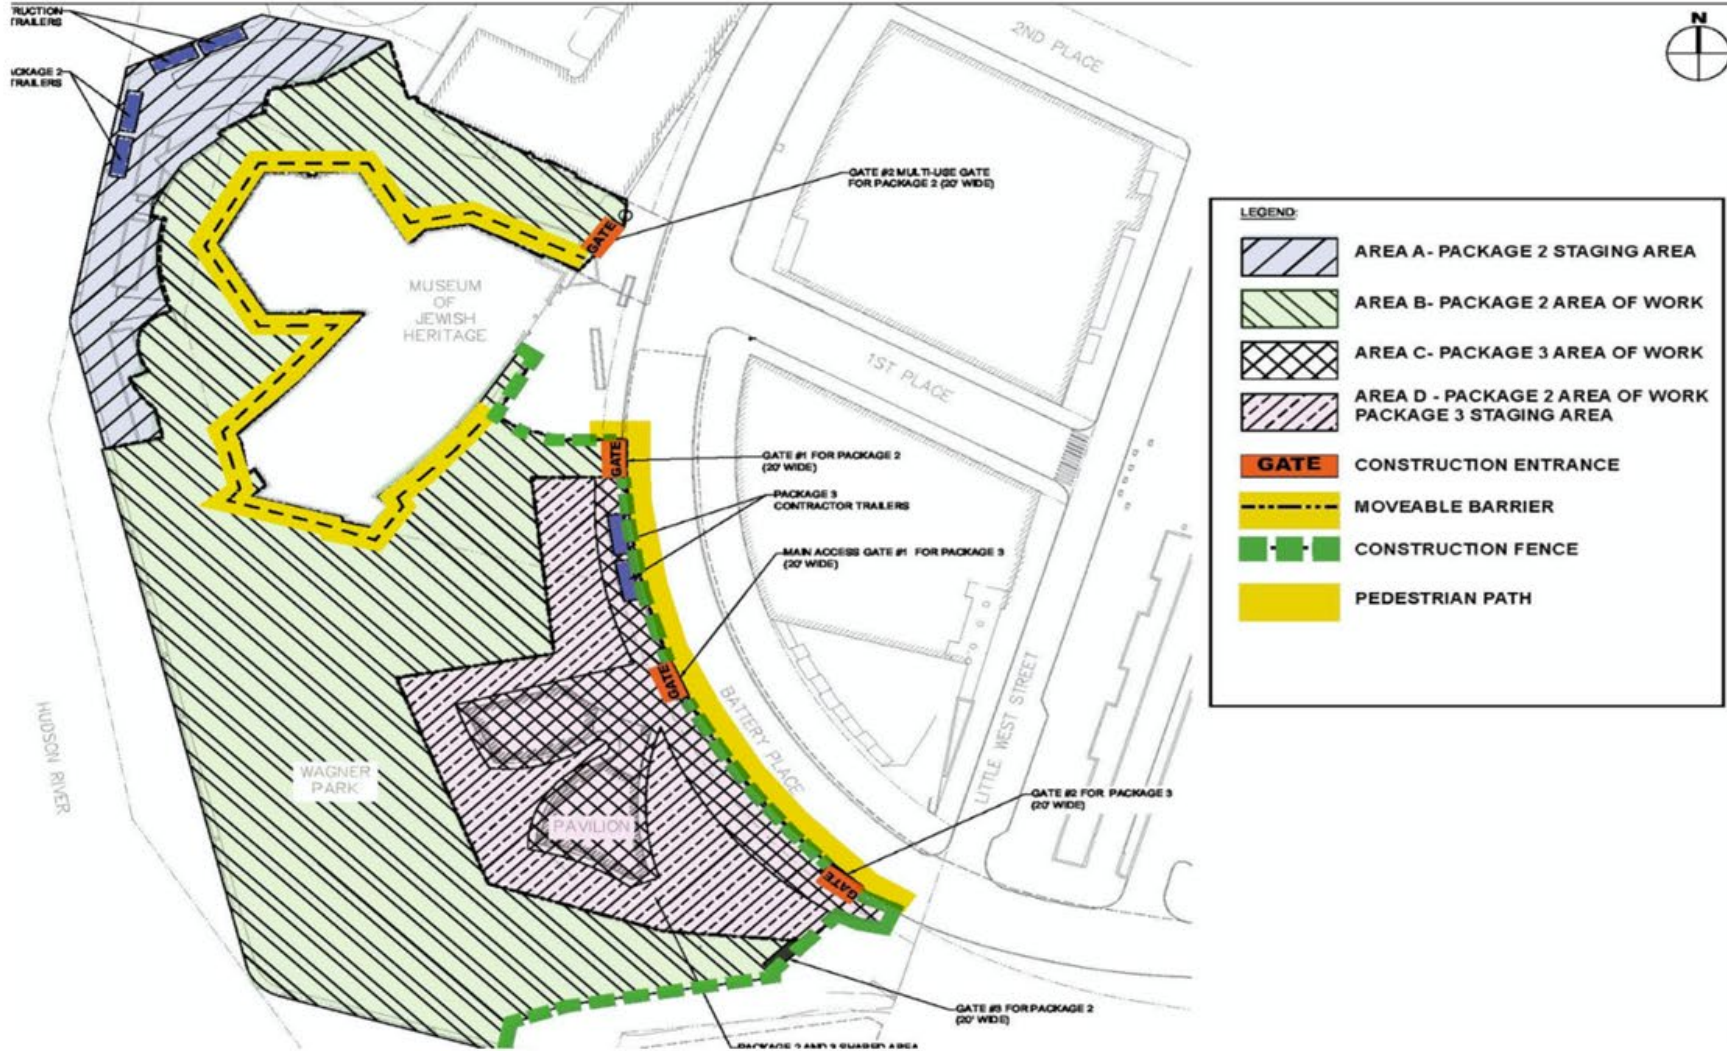 RUCTION
TRAILERS
ACKAGE 2
TRAILERS
N
2ND PLACE
GATE #2 MULTI-USE GATE
FOR PACKAGE 2 (20' WIDE)
GATE
MUSEUM
OF
JEWISH
HERITAGE
1ST PLACE
GATE
GATE #1 FOR PACKAGE 2
(20' WIDE)
PACKAGE 3
CONTRACTOR TRAILERS
MAIN ACCESS GATE #1 FOR PACKAGE 3
(20' WIDE)
GATE
BATTERY PLACE
LITTLE WEST STREET
HUDSON RIVER
WAGNER
PARK
PAVILION
GATE #2 FOR PACKAGE 3
(20' WIDE)
GATE
GATE #3 FOR PACKAGE 2
(20' WIDE)
PACKAGE 2 AND 3 SHARED AREA
LEGEND:
AREA A- PACKAGE 2 STAGING AREA
AREA B- PACKAGE 2 AREA OF WORK
AREA C- PACKAGE 3 AREA OF WORK
AREA D - PACKAGE 2 AREA OF WORK
PACKAGE 3 STAGING AREA
GATE CONSTRUCTION ENTRANCE
MOVEABLE BARRIER
CONSTRUCTION FENCE
PEDESTRIAN PATH